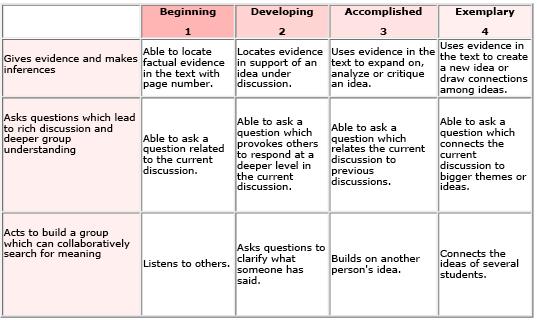 Beginning
1
Developing
2
Accomplished
3
Exemplary
4
Gives evidence and makes
inferences
Able to locate
factual evidence
in the text with
page number.
Locates evidence
in support of an
idea under
discussion.
Uses evidence in the
text to expand on,
analyze or critique
an idea.
Uses evidence in
the text to create
a new idea or
draw connections
among ideas.
Asks questions which lead
to rich discussion and
deeper group
understanding
Able to ask a
question related
to the current
discussion.
Able to ask a
question which
provokes others
to respond at a
deeper level in
the current
discussion.
Able to ask a
question which
relates the current
discussion to
previous
discussions.
Able to ask a
question which
connects the
current
discussion to
bigger themes or
ideas.
Acts to build a group
which can collaboratively
search for meaning
Listens to others.
Asks questions to
clarify what
someone has
said.
Builds on another
person's idea.
Connects the
ideas of several
students.